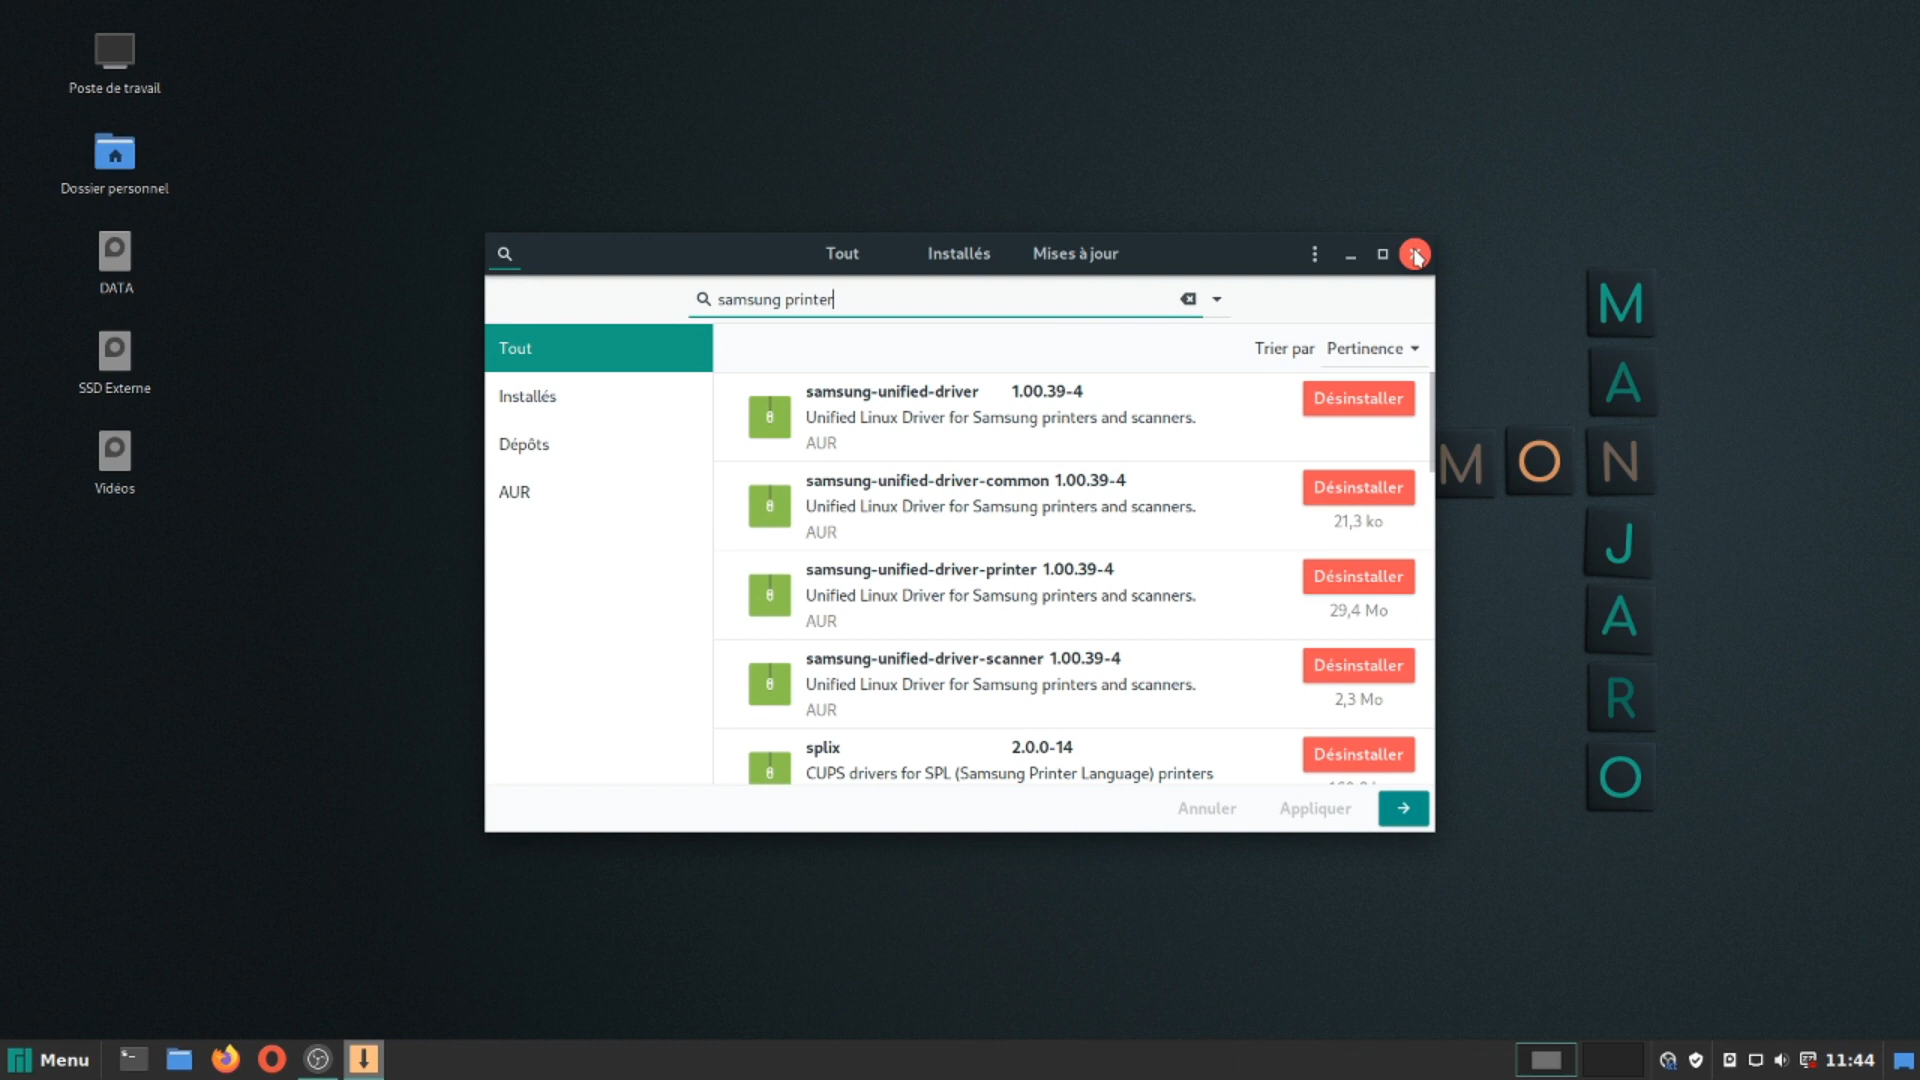 Poste de travail
Dossier personnel
DATA
SSD Externe
Vidéos
Tout Installés Mises à jour
samsung printer
Tout
Installés
Dépôts
AUR
Trier par Pertinence
samsung-unified-driver 1.00.39-4
Unified Linux Driver for Samsung printers and scanners.
AUR
Désinstaller
samsung-unified-driver-common 1.00.39-4
Unified Linux Driver for Samsung printers and scanners.
AUR
Désinstaller
21,3 ko
samsung-unified-driver-printer 1.00.39-4
Unified Linux Driver for Samsung printers and scanners.
AUR
Désinstaller
29,4 Mo
samsung-unified-driver-scanner 1.00.39-4
Unified Linux Driver for Samsung printers and scanners.
AUR
Désinstaller
2,3 Mo
splix 2.0.0-14
CUPS drivers for SPL (Samsung Printer Language) printers
Désinstaller
Annuler Appliquer
M
A
M O N
J
A
R
O
Menu
11:44